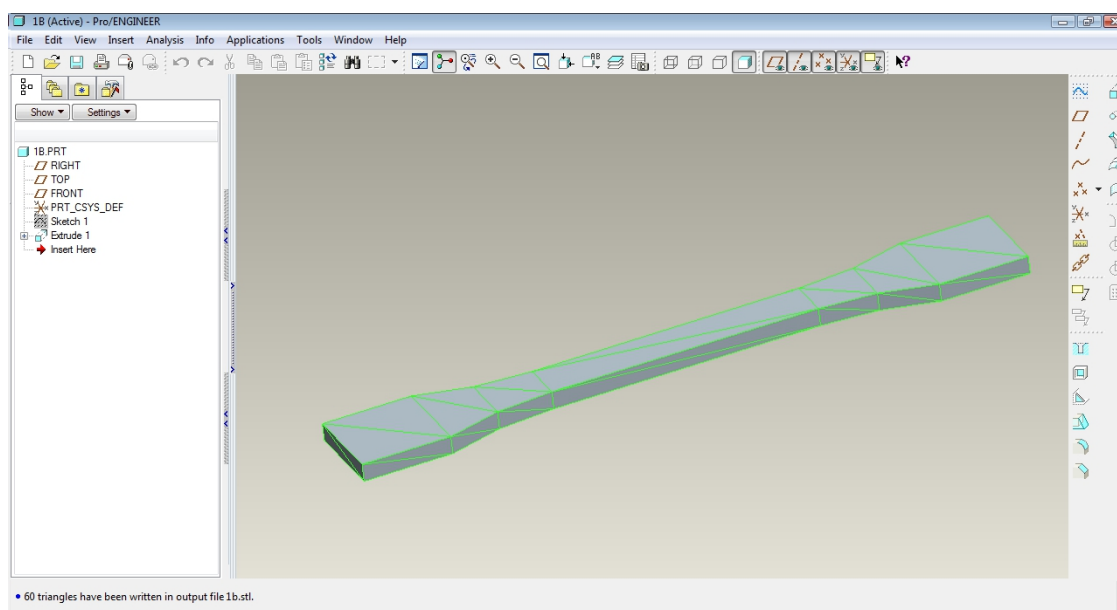 1B (Active) - Pro/ENGINEER
File Edit View Insert Analysis Info Applications Tools Window Help
Show Settings
1B.PRT
RIGHT
TOP
FRONT
PRT_CSYS_DEF
Sketch 1
Extrude 1
Insert Here
• 60 triangles have been written in output file 1b.stl.